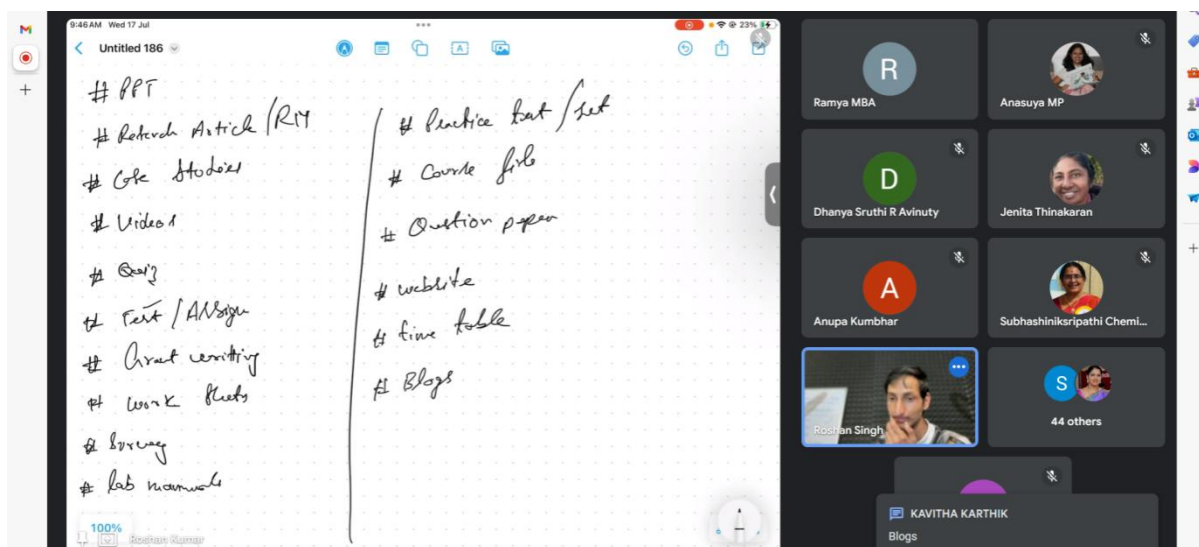 9:46 AM Wed 17 Jul
23%
Untitled 186
# PPT
# Reterch Article / RM
# Cse Studies
# Videos
# Quiz
# Test / Assign
# Grant writting
# work sheets
# Survey
# lab manuals
# Practice test / set
# Course file
# Question paper
# website
# time table
# Blogs
100%
Roshan Kumar
R
Ramya MBA
Anasuya MP
D
Dhanya Sruthi R Avinuty
Jenita Thinakaran
A
Anupa Kumbhar
Subhashiniksripathi Chemi...
Roshan Singh
S
44 others
KAVITHA KARTHIK
Blogs